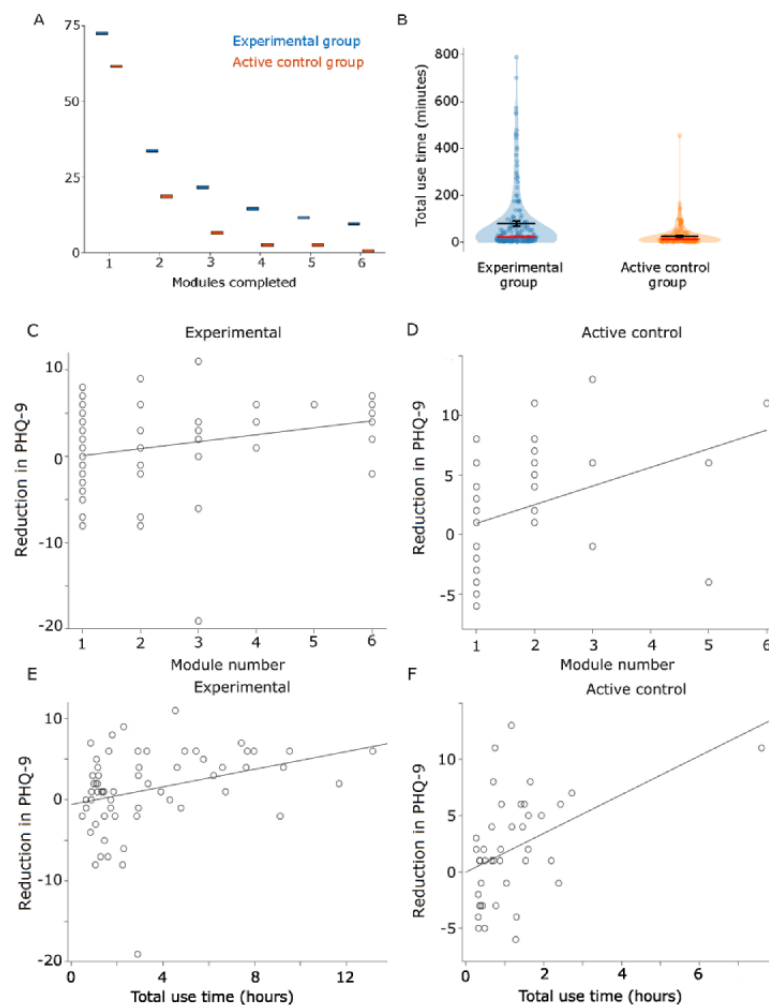 A
75
50
25
0
Experimental group
Active control group
1 2 3 4 5 6
Modules completed
B
Total use time (minutes)
800
600
400
200
0
Experimental
group
Active control
group
C
Experimental
Reduction in PHQ-9
10
0
-10
-20
1 2 3 4 5 6
Module number
D
Active control
Reduction in PHQ-9
10
5
0
-5
1 2 3 4 5 6
Module number
E
Experimental
Reduction in PHQ-9
10
0
-10
-20
0 4 8 12
Total use time (hours)
F
Active control
Reduction in PHQ-9
10
5
0
-5
0 2 4 6
Total use time (hours)